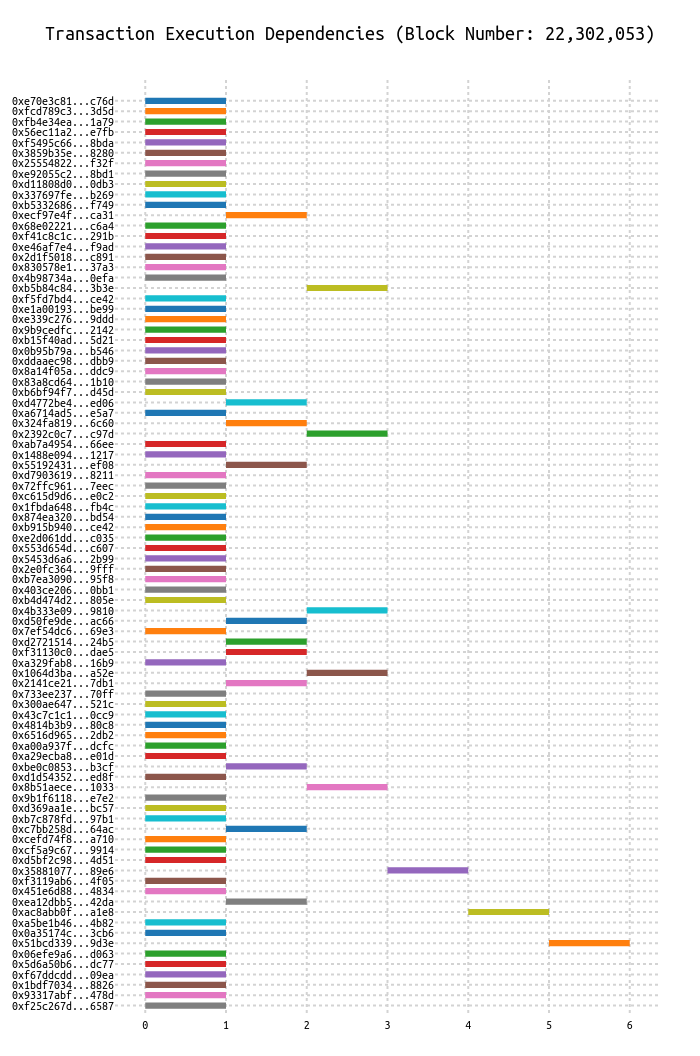 Transaction Execution Dependencies (Block Number: 22,302,053)
0xe70e3c81...c76d
0xfcd789c3...3d5d
0xfb4e34ea...1a79
0x56ec11a2...e7fb
0xf5495c66...8bda
0x3859b35e...8280
0x25554822...f32f
0xe92055c2...8bd1
0xd11808d0...0db3
0x337697fe...b269
0xb5332686...f749
0xecf97e4f...ca31
0x68e02221...c6a4
0xf41c8c1c...291b
0xe46af7e4...f9ad
0x2d1f5018...c891
0x830578e1...37a3
0x4b98734a...0efa
0xb5b84c84...3b3e
0xf5fd7bd4...ce42
0xe1a00193...be99
0xe339c276...9ddd
0x9b9cedfc...2142
0xb15f40ad...5d21
0x0b95b79a...b546
0xddaaec98...dbb9
0x8a14f05a...ddc9
0x83a8cd64...1b10
0xb6bf94f7...d45d
0xd4772be4...ed06
0xa6714ad5...e5a7
0x324fa819...6c60
0x2392c0c7...c97d
0xab7a4954...66ee
0x1488e094...1217
0x55192431...ef08
0xd7903619...8211
0x72ffc961...7eec
0xc615d9d6...e0c2
0x1fbda648...fb4c
0x874ea320...bd54
0xb915b940...ce42
0xe2d061dd...c035
0x553d654d...c607
0x5453d6a6...2b99
0x2e0fc364...9fff
0xb7ea3090...95f8
0x403ce206...0bb1
0xb4d474d2...805e
0x4b333e09...9810
0xd50fe9de...ac66
0x7ef54dc6...69e3
0xd2721514...24b5
0xf31130c0...dae5
0xa329fab8...16b9
0x1064d3ba...a52e
0x2141ce21...7db1
0x733ee237...70ff
0x300ae647...521c
0x43c7c1c1...0cc9
0x4814b3b9...80c8
0x6516d965...2db2
0xa00a937f...dcfc
0xa29ecba8...e01d
0xbe0c0853...b3cf
0xd1d54352...ed8f
0x8b51aece...1033
0x9b1f6118...e7e2
0xd369aa1e...bc57
0xb7c878fd...97b1
0xc7bb258d...64ac
0xcefd74f8...a710
0xcf5a9c67...9914
0xd5bf2c98...4d51
0x35881077...89e6
0xf3119ab6...4f05
0x451e6d88...4834
0xea12dbb5...42da
0xac8abb0f...a1e8
0xa5be1b46...4b82
0x0a35174c...3cb6
0x51bcd339...9d3e
0x06efe9a6...d063
0x5d6a50b6...dc77
0xf67ddcdd...09ea
0x1bdf7034...8826
0x93317abf...478d
0xf25c267d...6587
0 1 2 3 4 5 6